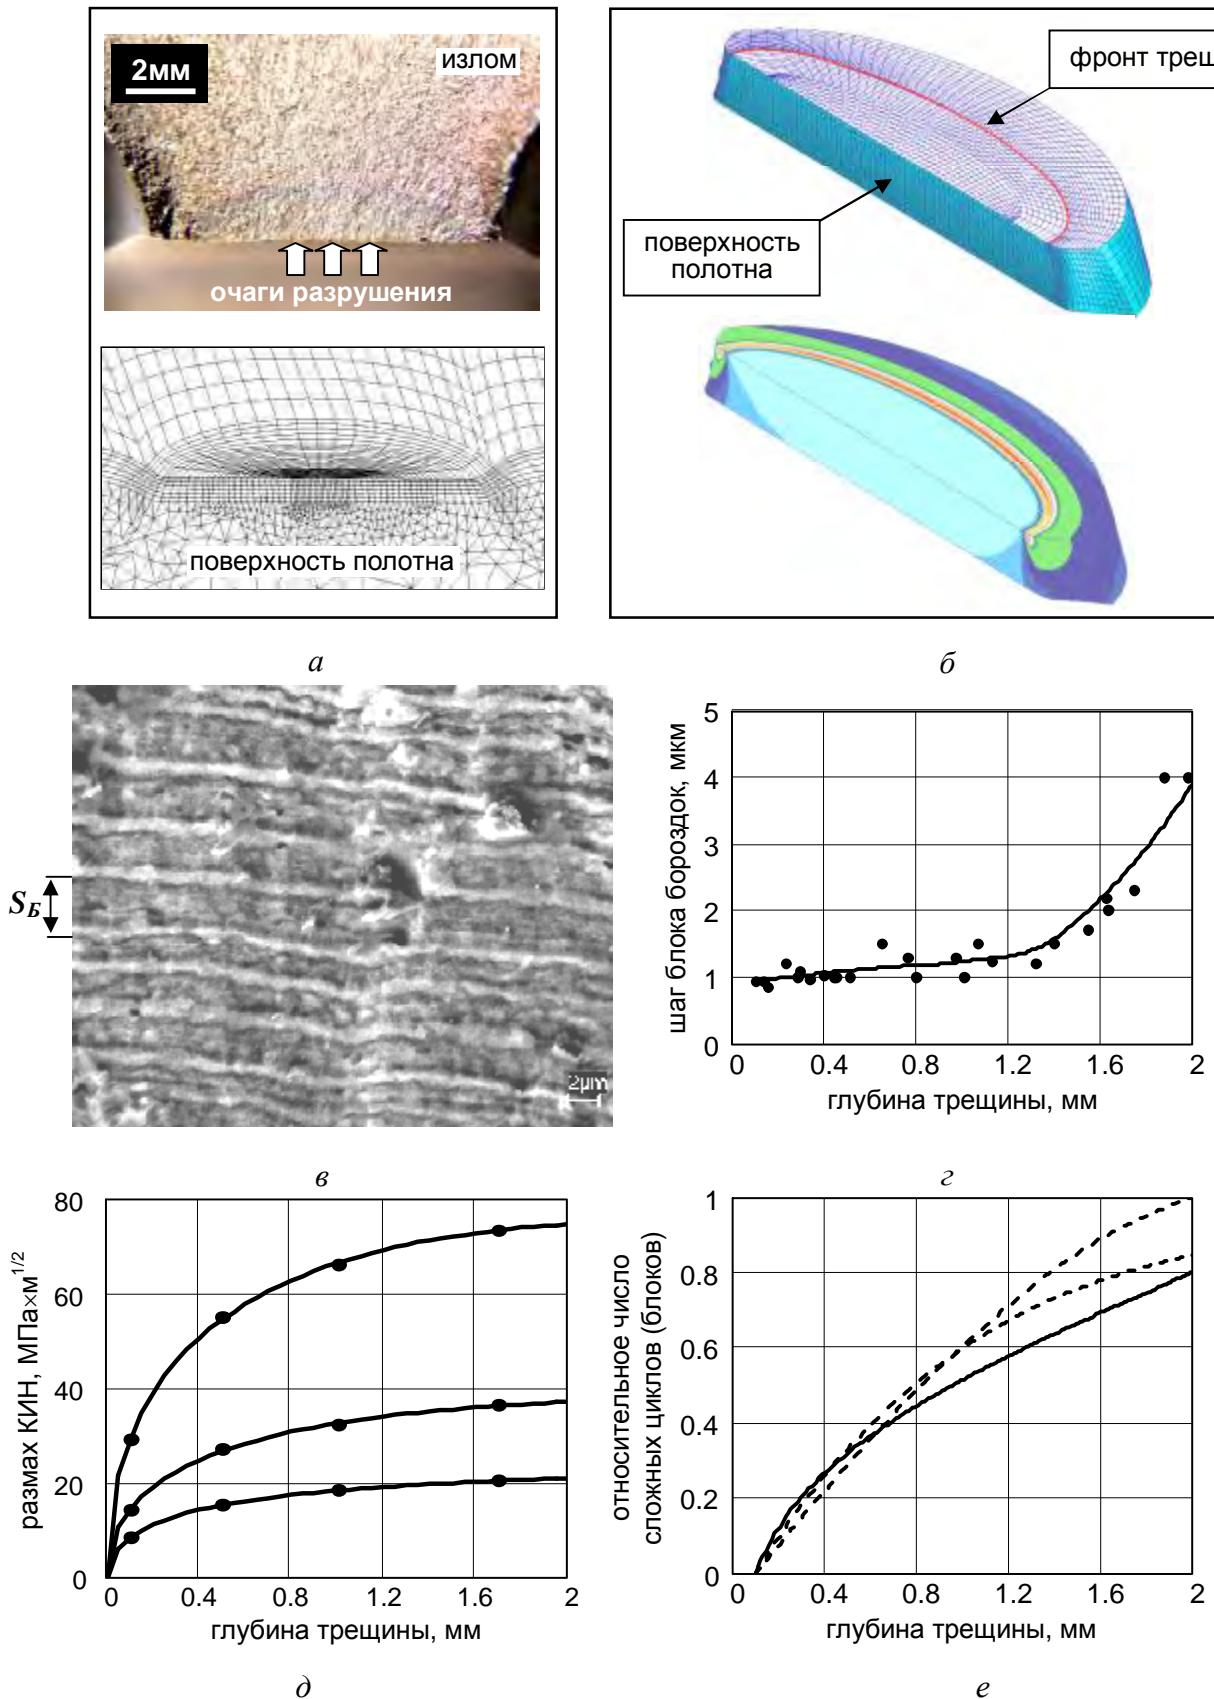 2мм
излом
очаги разрушения
поверхность полотна
а
фронт трещ
поверхность
полотна
б
S_Б
2µm
в
шаг блока бороздок, мкм
5
4
3
2
1
0
0 0.4 0.8 1.2 1.6 2
глубина трещины, мм
г
размах КИН, МПа×м^1/2
80
60
40
20
0
0 0.4 0.8 1.2 1.6 2
глубина трещины, мм
д
относительное число
сложных циклов (блоков)
1
0.8
0.6
0.4
0.2
0
0 0.4 0.8 1.2 1.6 2
глубина трещины, мм
е